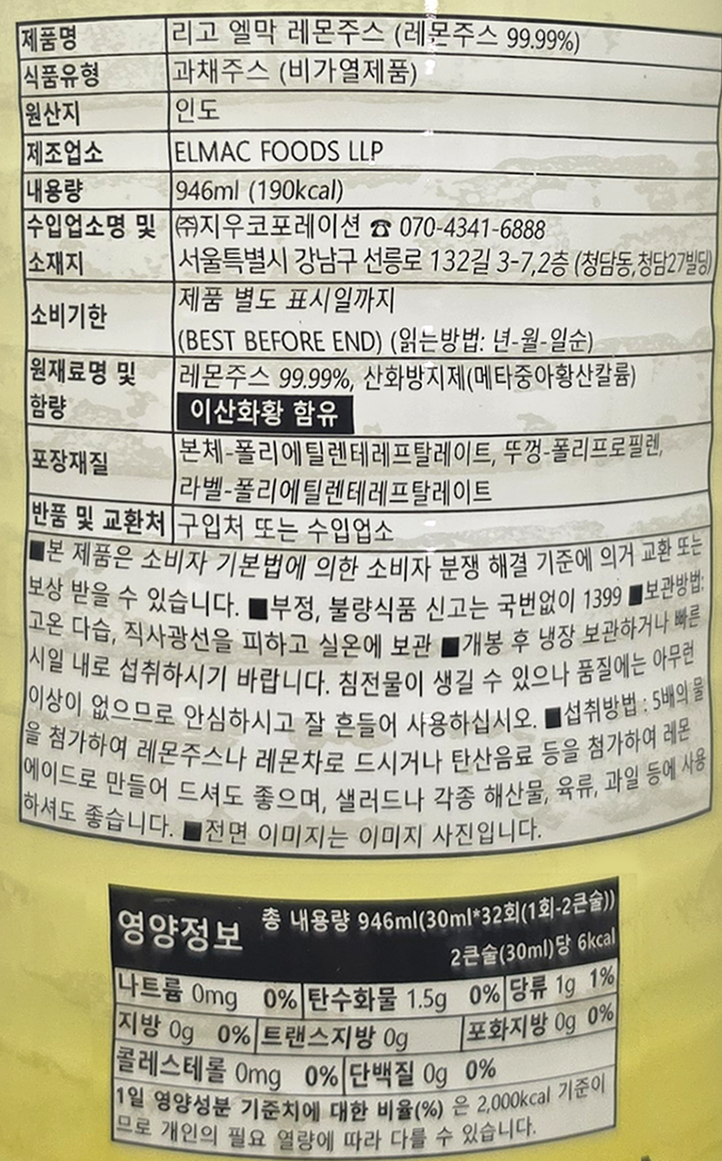 제품명 리고 엘막 레몬주스 (레몬주스 99.99%)
식품유형 과채주스 (비가열제품)
원산지 인도
제조업소 ELMAC FOODS LLP
내용량 946ml (190kcal)
수입업소명 및 ㈜지우코포레이션 ☎ 070-4341-6888
소재지 서울특별시 강남구 선릉로 132길 3-7,2층 (청담동,청담27빌딩)
소비기한 제품 별도 표시일까지
(BEST BEFORE END) (읽는방법: 년-월-일순)
원재료명 및 레몬주스 99.99%, 산화방지제(메타중아황산칼륨)
함량 이산화황 함유
포장재질 본체-폴리에틸렌테레프탈레이트, 뚜껑-폴리프로필렌,
라벨-폴리에틸렌테레프탈레이트
반품 및 교환처 구입처 또는 수입업소
■본 제품은 소비자 기본법에 의한 소비자 분쟁 해결 기준에 의거 교환 또는
보상 받을 수 있습니다. ■부정, 불량식품 신고는 국번없이 1399 ■보관방법:
고온 다습, 직사광선을 피하고 실온에 보관 ■개봉 후 냉장 보관하거나 빠른
시일 내로 섭취하시기 바랍니다. 침전물이 생길 수 있으나 품질에는 아무런
이상이 없으므로 안심하시고 잘 흔들어 사용하십시오. ■섭취방법 : 5배의 물
을 첨가하여 레몬주스나 레몬차로 드시거나 탄산음료 등을 첨가하여 레몬
에이드로 만들어 드셔도 좋으며, 샐러드나 각종 해산물, 육류, 과일 등에 사용
하셔도 좋습니다. ■전면 이미지는 이미지 사진입니다.
영양정보 총 내용량 946ml(30ml*32회(1회-2큰술))
2큰술(30ml)당 6kcal
나트륨 0mg 0% 탄수화물 1.5g 0% 당류 1g 1%
지방 0g 0% 트랜스지방 0g 포화지방 0g 0%
콜레스테롤 0mg 0% 단백질 0g 0%
1일 영양성분 기준치에 대한 비율(%) 은 2,000kcal 기준이
므로 개인의 필요 열량에 따라 다를 수 있습니다.